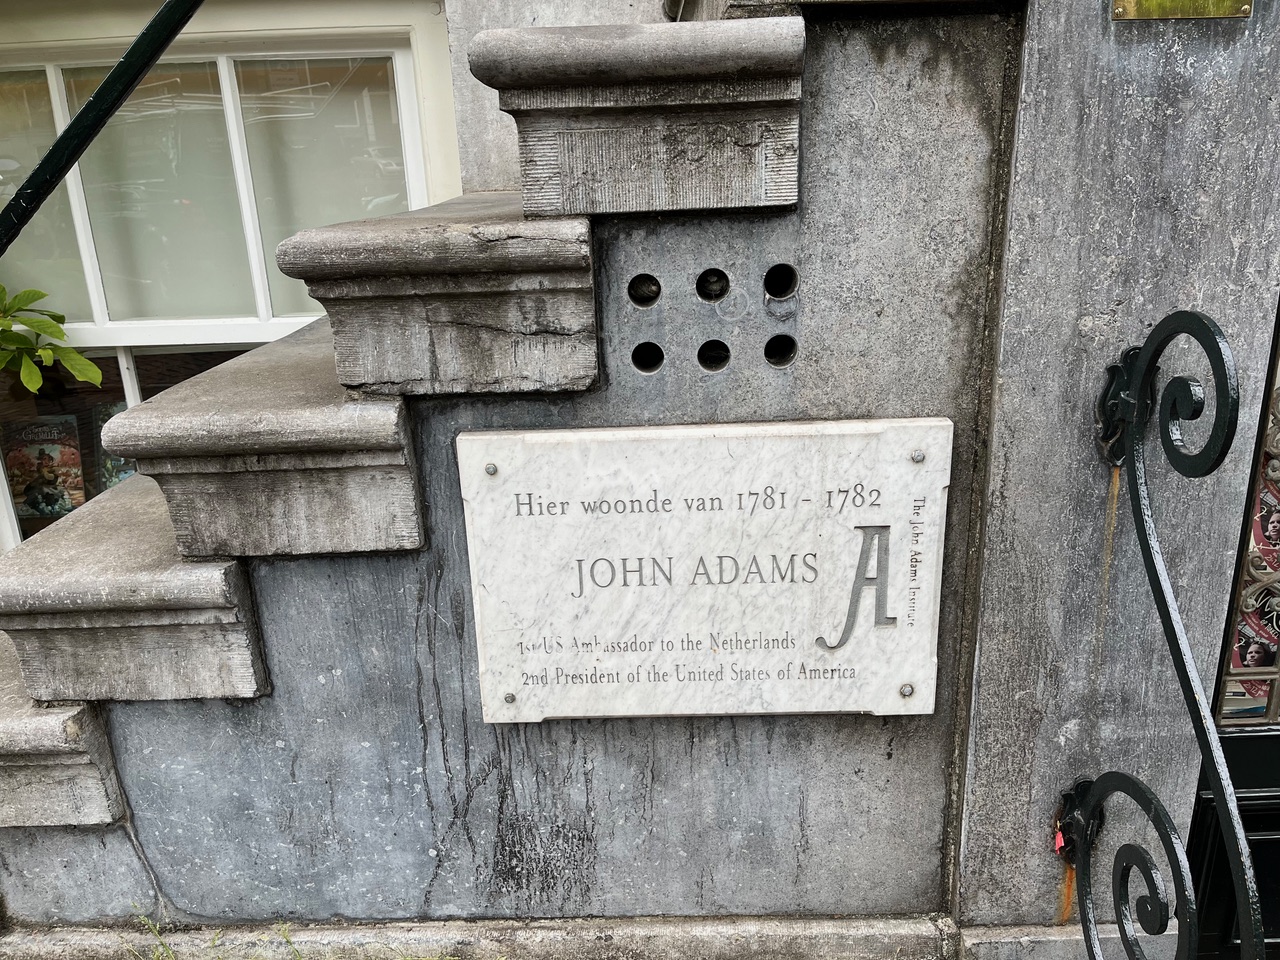 Hier woonde van 1781 - 1782
JOHN ADAMS
A
The John Adams Institute
1st US Ambassador to the Netherlands
2nd President of the United States of America